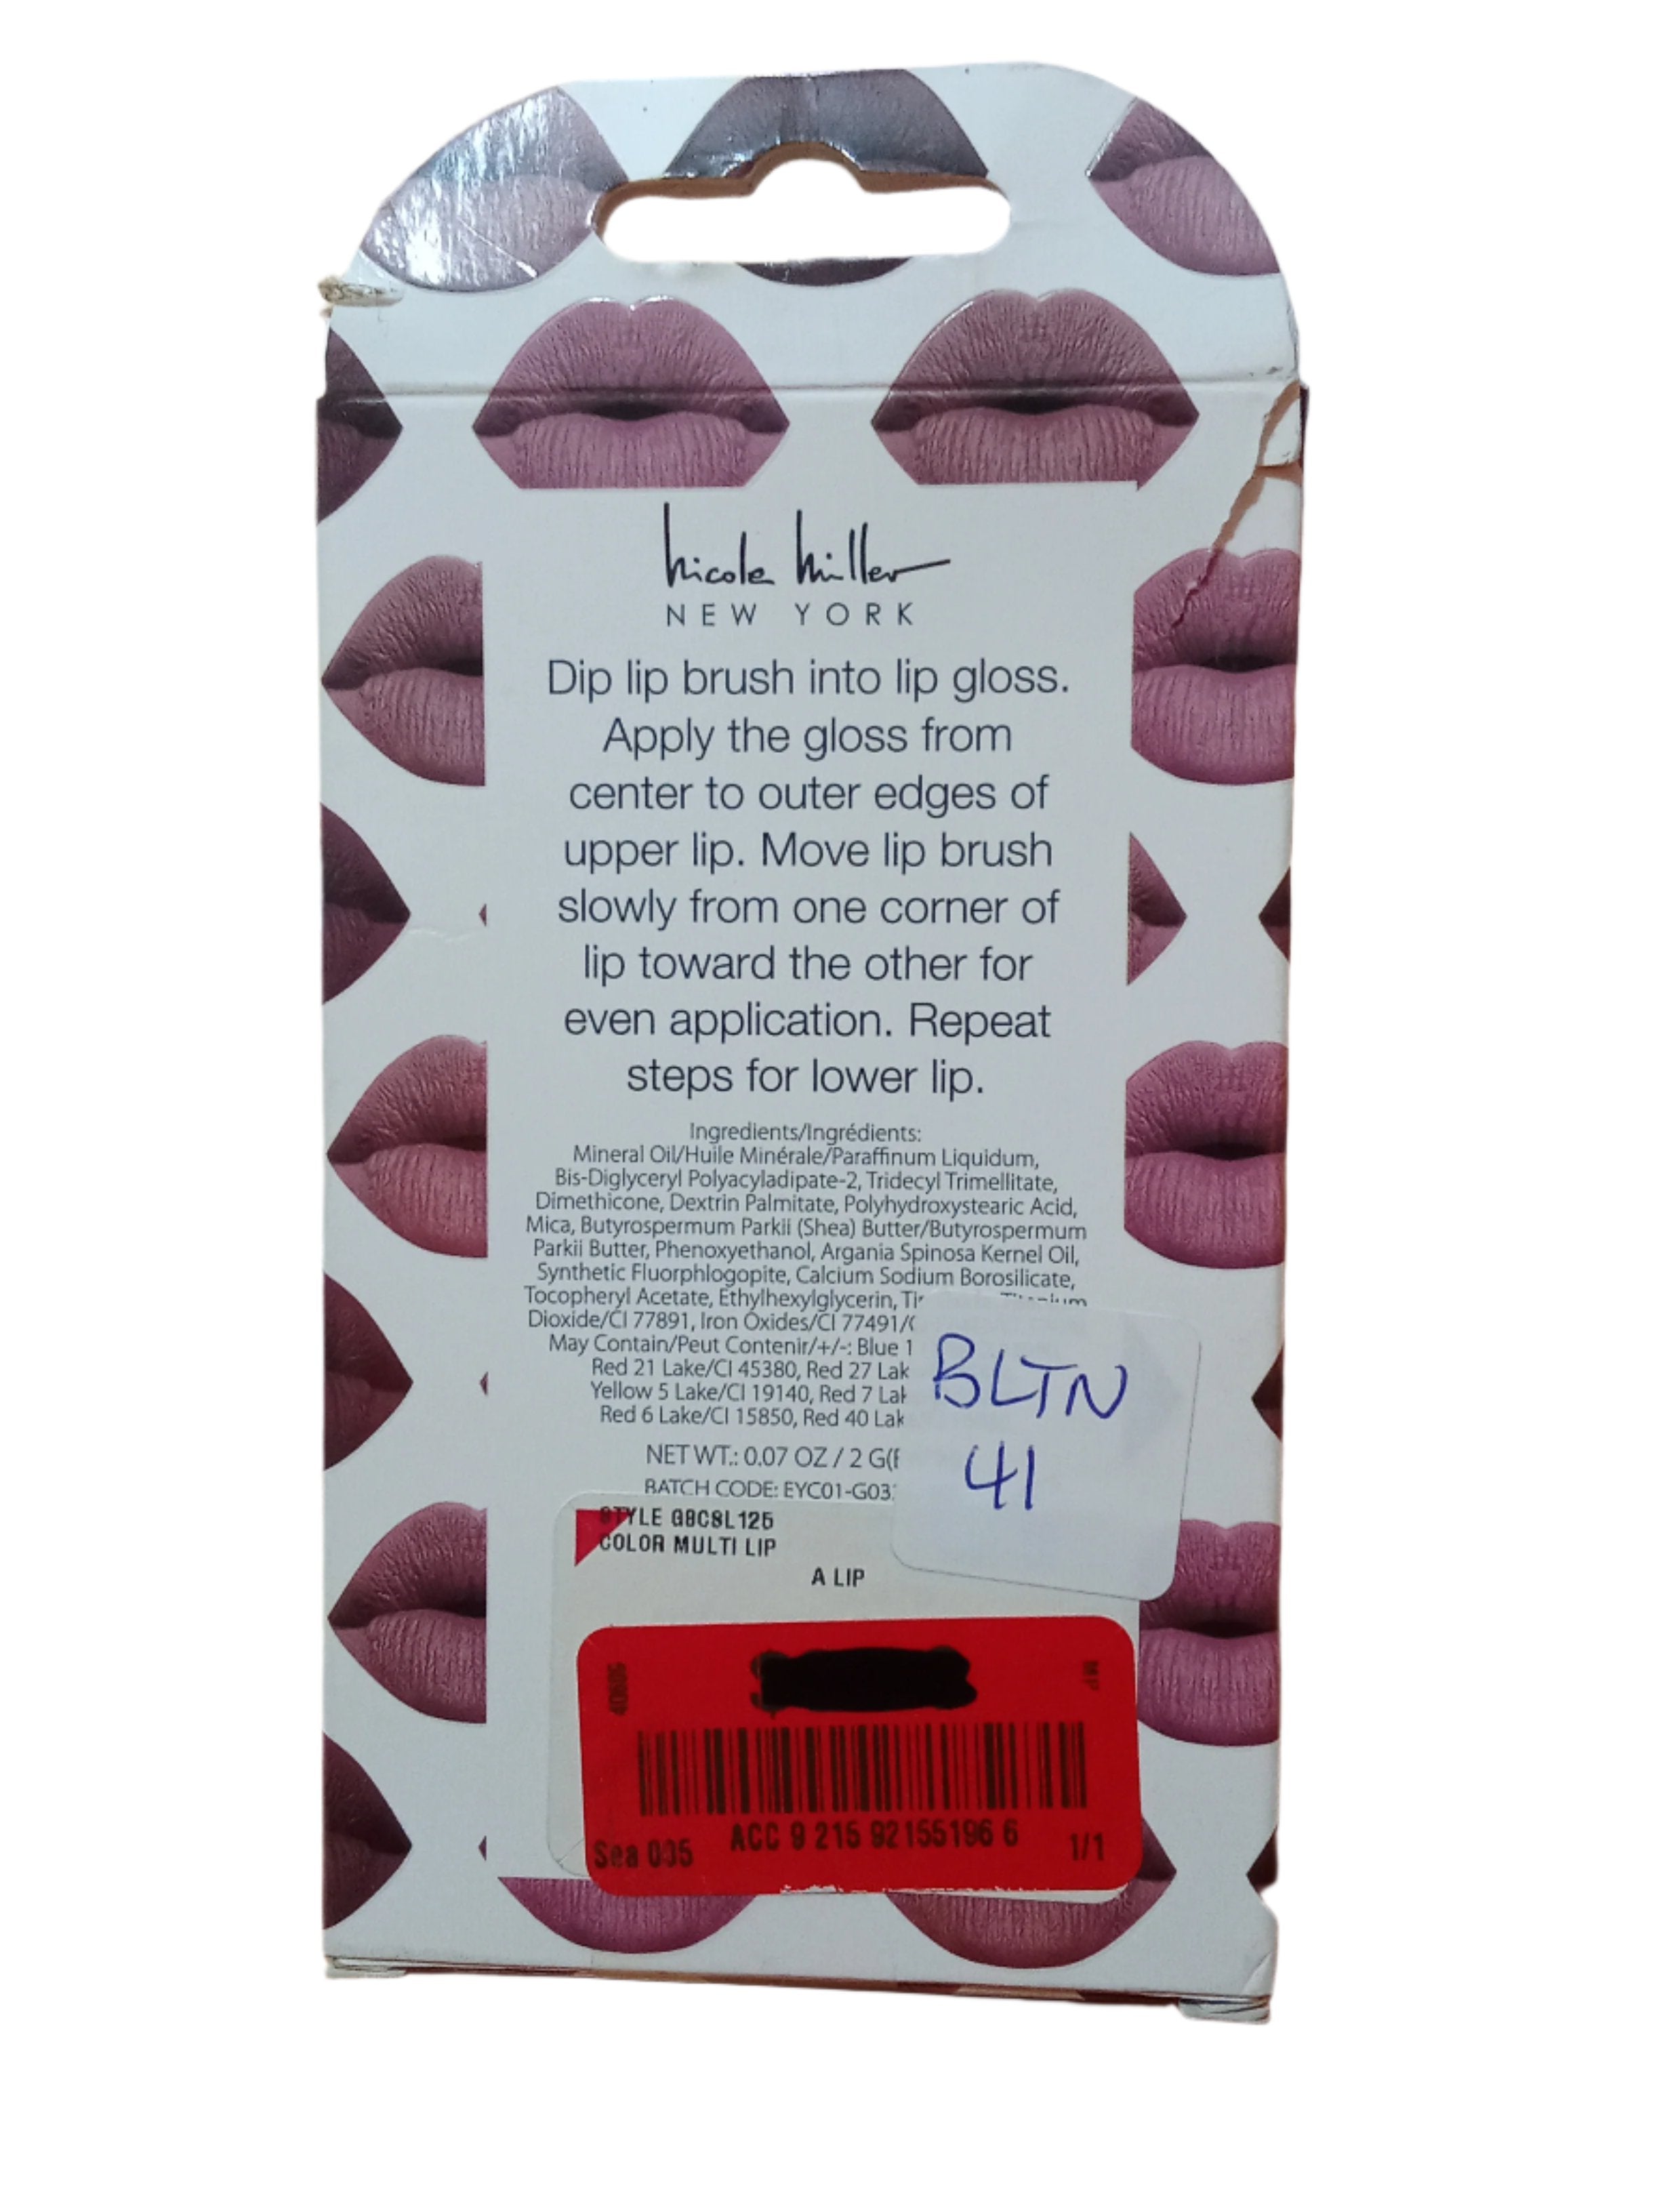 nicole miller
NEW YORK
Dip lip brush into lip gloss.
Apply the gloss from
center to outer edges of
upper lip. Move lip brush
slowly from one corner of
lip toward the other for
even application. Repeat
steps for lower lip.
Ingredients/Ingrédients:
Mineral Oil/Huile Minérale/Paraffinum Liquidum,
Bis-Diglyceryl Polyacyladipate-2, Tridecyl Trimellitate,
Dimethicone, Dextrin Palmitate, Polyhydroxystearic Acid,
Mica, Butyrospermum Parkii (Shea) Butter/Butyrospermum
Parkii Butter, Phenoxyethanol, Argania Spinosa Kernel Oil,
Synthetic Fluorphlogopite, Calcium Sodium Borosilicate,
Tocopheryl Acetate, Ethylhexylglycerin, Titanium
Dioxide/CI 77891, Iron Oxides/CI 77491/
May Contain/Peut Contenir/+/-: Blue 1
Red 21 Lake/CI 45380, Red 27
Yellow 5 Lake/CI 19140, Red 7
Red 6 Lake/CI 15850, Red 40
BLTN
41
NET WT.: 0.07 OZ / 2 G
BATCH CODE: EYC01-G03
STYLE GBCSL125
COLOR MULTI LIP
A LIP
MP
ACC 9 215 92155196 6
Sea 005
1/1